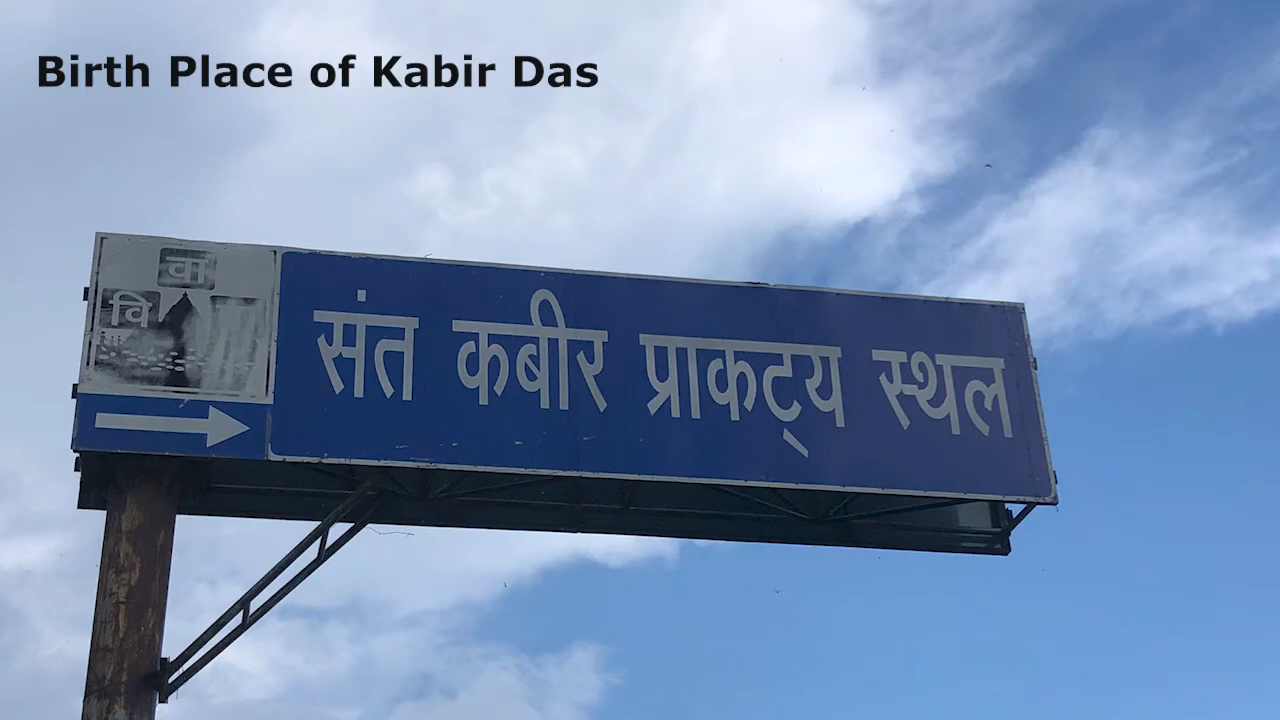 Birth Place of Kabir Das
वा
वि
संत कबीर प्राकट्य स्थल